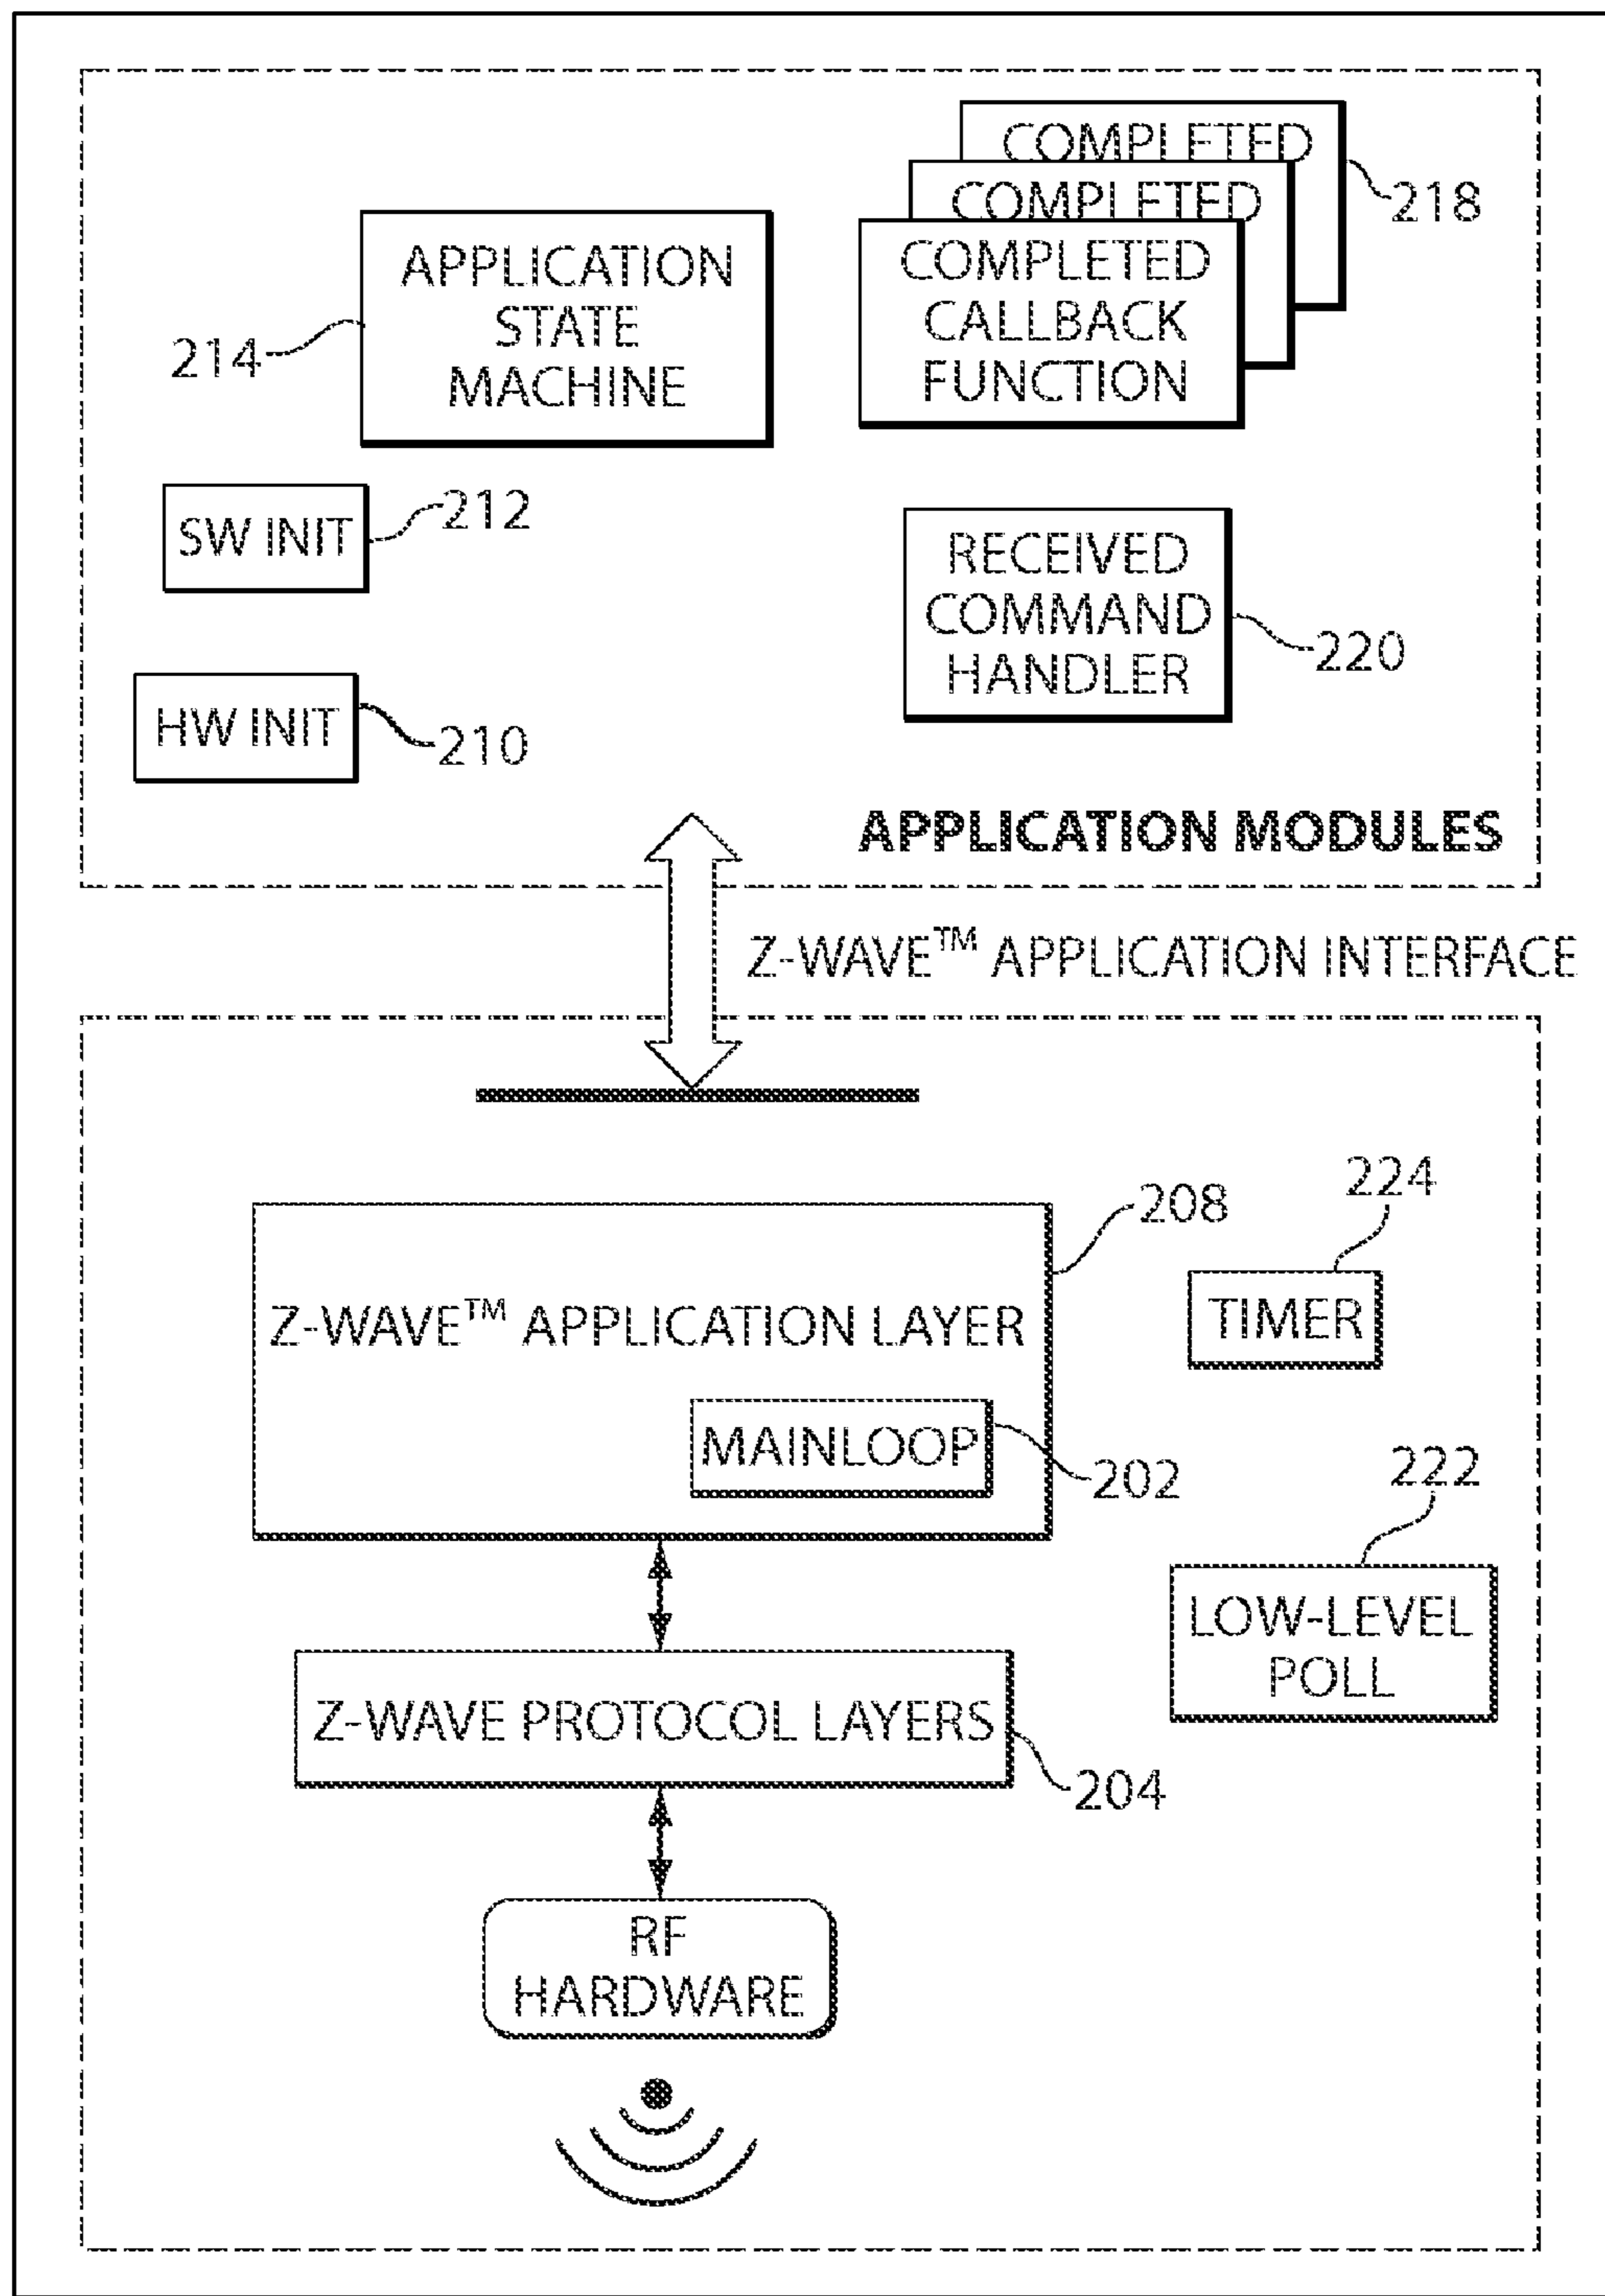 COMPLETED
COMPLETED
218
COMPLETED
CALLBACK
FUNCTION
APPLICATION
STATE
MACHINE
214
SW INIT
212
RECEIVED
COMMAND
HANDLER
220
HW INIT
210
APPLICATION MODULES
Z-WAVE™ APPLICATION INTERFACE
224
208
Z-WAVE™ APPLICATION LAYER
TIMER
MAINLOOP
202
222
LOW-LEVEL
POLL
Z-WAVE PROTOCOL LAYERS
204
RF
HARDWARE